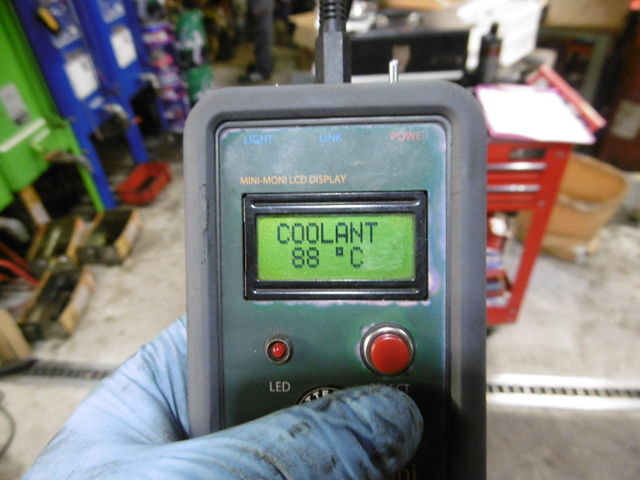 LIGHT LINK POWER
MINI-MONI LCD DISPLAY
COOLANT
88 °C
LED